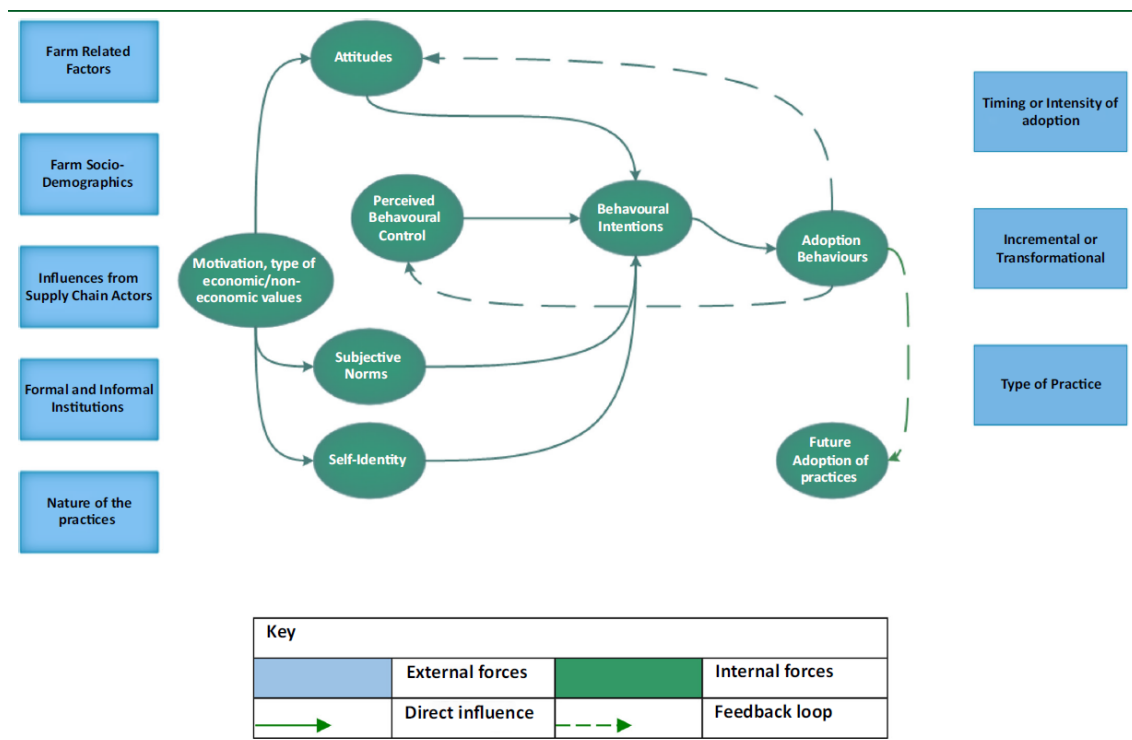 Farm Related
Factors
Farm Socio-
Demographics
Influences from
Supply Chain Actors
Formal and Informal
Institutions
Nature of the
practices
Attitudes
Perceived
Behavoural
Control
Motivation, type of
economic/non-
economic values
Subjective
Norms
Self-Identity
Behavoural
Intentions
Adoption
Behaviours
Future
Adoption of
practices
Timing or Intensity of
adoption
Incremental or
Transformational
Type of Practice
Key
External forces
Internal forces
Direct influence
Feedback loop